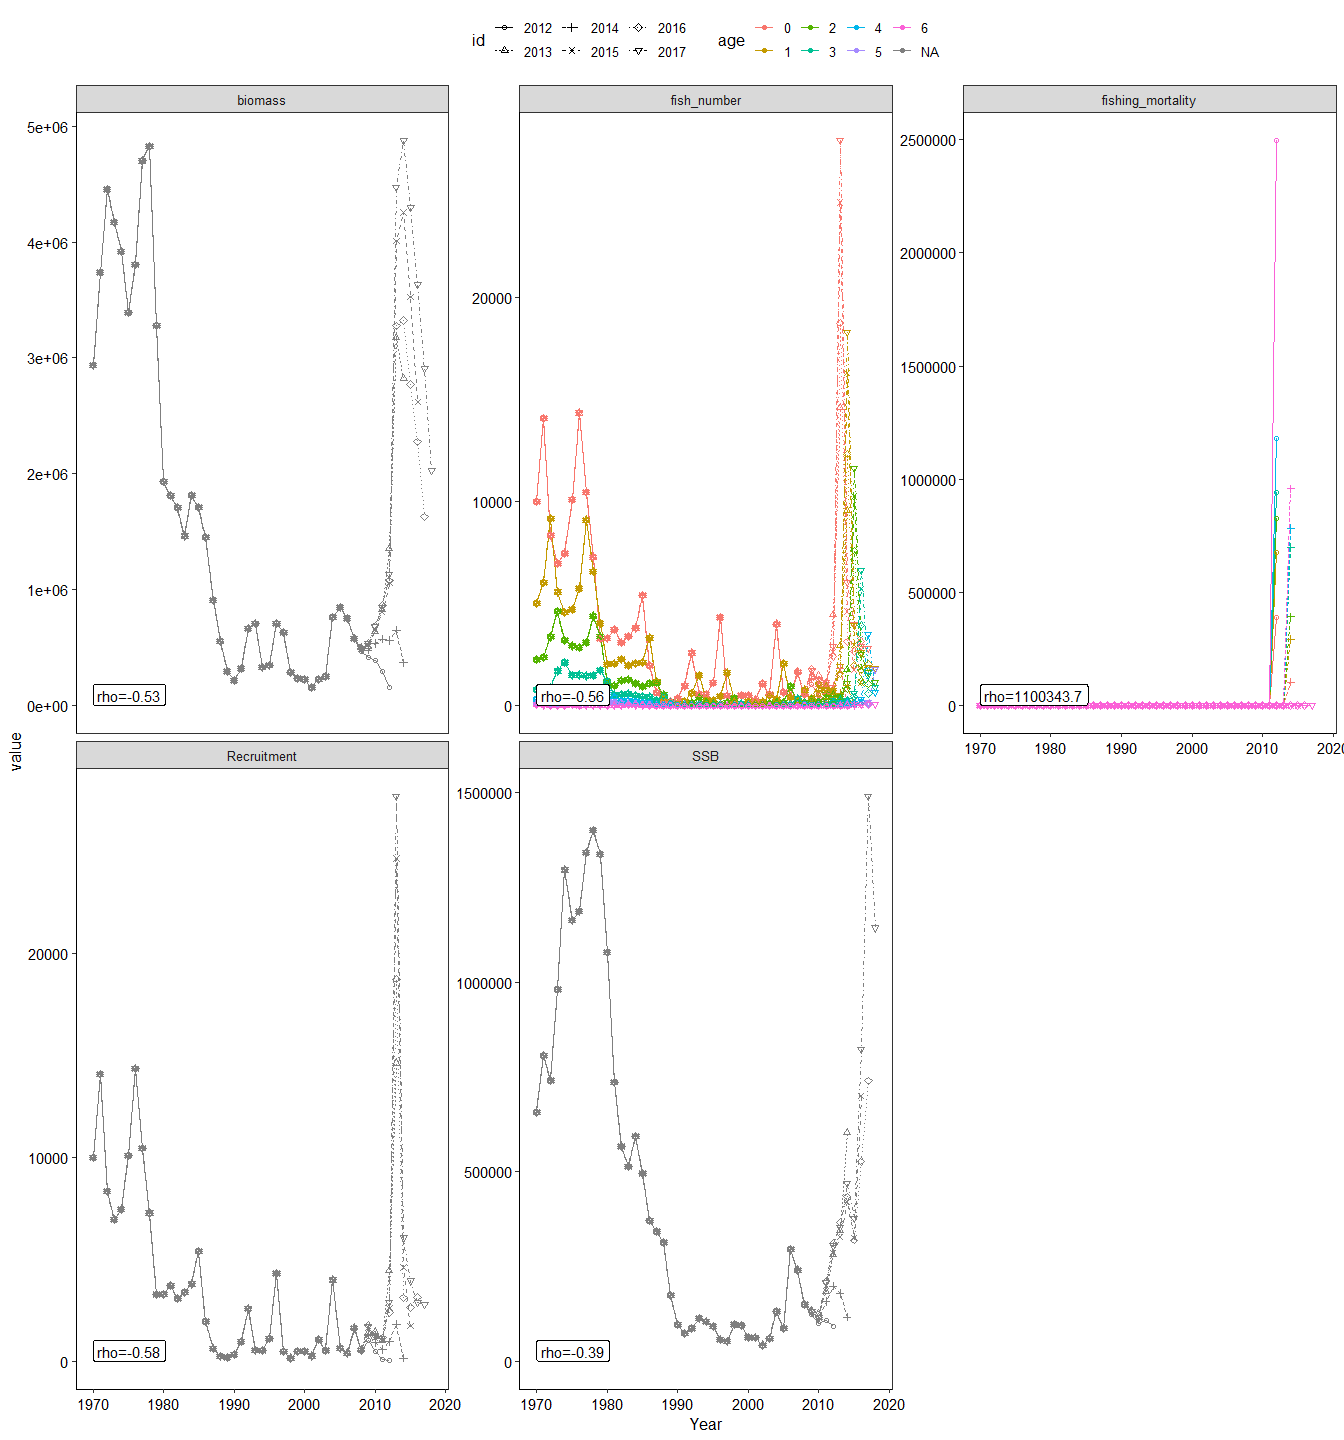 id 2012 2014 2016 age 0 2 4 6
2013 2015 2017 1 3 5 NA
biomass
5e+06
4e+06
3e+06
2e+06
1e+06
0e+00
rho=-0.53
fish_number
20000
10000
0
rho=-0.56
fishing_mortality
2500000
2000000
1500000
1000000
500000
0
rho=1100343.7
1970 1980 1990 2000 2010 2020
value
Recruitment
20000
10000
0
rho=-0.58
1970 1980 1990 2000 2010 2020
SSB
1500000
1000000
500000
0
rho=-0.39
1970 1980 1990 2000 2010 2020
Year